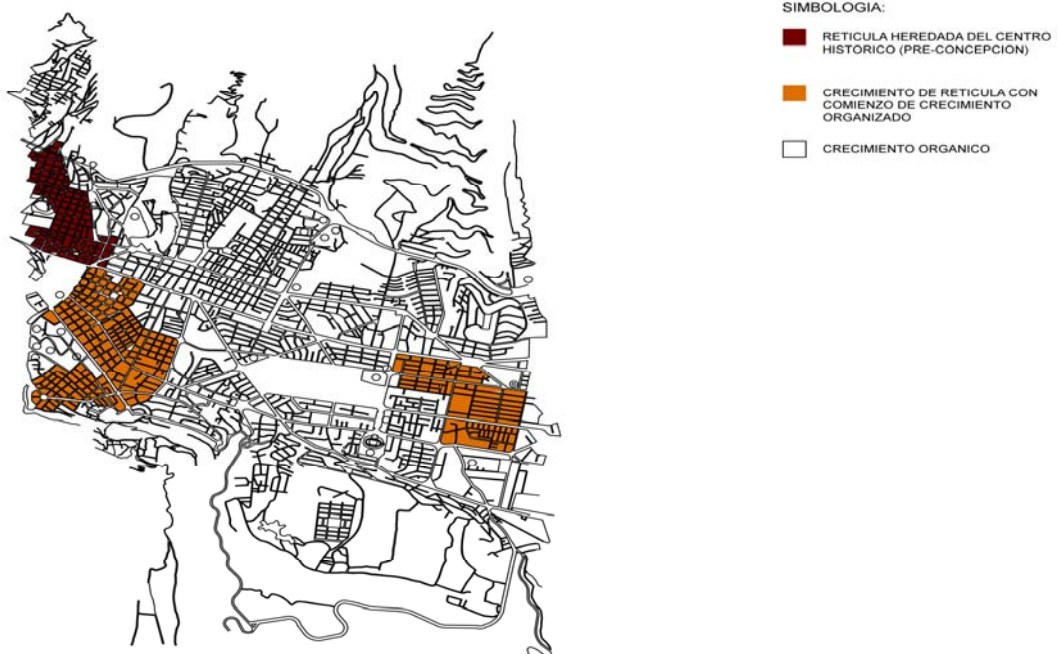 SIMBOLOGIA:
RETICULA HEREDADA DEL CENTRO
HISTORICO (PRE-CONCEPCION)
CRECIMIENTO DE RETICULA CON
COMIENZO DE CRECIMIENTO
ORGANIZADO
CRECIMIENTO ORGANICO